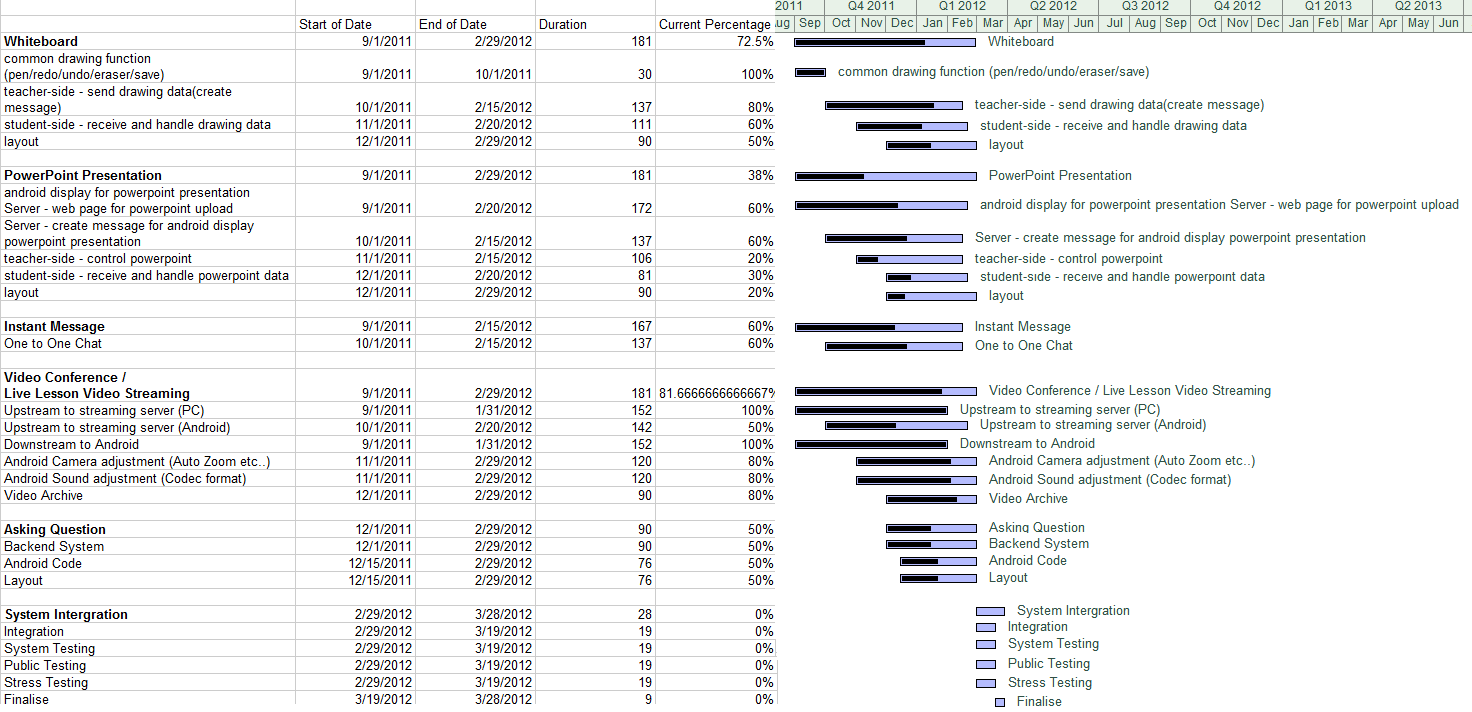 2011 Q4 2011 Q1 2012 Q2 2012 Q3 2012 Q4 2012 Q1 2013 Q2 2013
Start of Date End of Date Duration Current Percentage ug Sep Oct Nov Dec Jan Feb Mar Apr May Jun Jul Aug Sep Oct Nov Dec Jan Feb Mar Apr May Jun
Whiteboard 9/1/2011 2/29/2012 181 72.5% Whiteboard
common drawing function
(pen/redo/undo/eraser/save) 9/1/2011 10/1/2011 30 100% common drawing function (pen/redo/undo/eraser/save)
teacher-side - send drawing data(create
message) 10/1/2011 2/15/2012 137 80% teacher-side - send drawing data(create message)
student-side - receive and handle drawing data 11/1/2011 2/20/2012 111 60% student-side - receive and handle drawing data
layout 12/1/2011 2/29/2012 90 50% layout
PowerPoint Presentation 9/1/2011 2/29/2012 181 38% PowerPoint Presentation
android display for powerpoint presentation
Server - web page for powerpoint upload 9/1/2011 2/20/2012 172 60% android display for powerpoint presentation Server - web page for powerpoint upload
Server - create message for android display
powerpoint presentation 10/1/2011 2/15/2012 137 60% Server - create message for android display powerpoint presentation
teacher-side - control powerpoint 11/1/2011 2/15/2012 106 20% teacher-side - control powerpoint
student-side - receive and handle powerpoint data 12/1/2011 2/20/2012 81 30% student-side - receive and handle powerpoint data
layout 12/1/2011 2/29/2012 90 20% layout
Instant Message 9/1/2011 2/15/2012 167 60% Instant Message
One to One Chat 10/1/2011 2/15/2012 137 60% One to One Chat
Video Conference /
Live Lesson Video Streaming 9/1/2011 2/29/2012 181 81.6666666666667% Video Conference / Live Lesson Video Streaming
Upstream to streaming server (PC) 9/1/2011 1/31/2012 152 100% Upstream to streaming server (PC)
Upstream to streaming server (Android) 10/1/2011 2/20/2012 142 50% Upstream to streaming server (Android)
Downstream to Android 9/1/2011 1/31/2012 152 100% Downstream to Android
Android Camera adjustment (Auto Zoom etc..) 11/1/2011 2/29/2012 120 80% Android Camera adjustment (Auto Zoom etc..)
Android Sound adjustment (Codec format) 11/1/2011 2/29/2012 120 80% Android Sound adjustment (Codec format)
Video Archive 12/1/2011 2/29/2012 90 80% Video Archive
Asking Question 12/1/2011 2/29/2012 90 50% Asking Question
Backend System 12/1/2011 2/29/2012 90 50% Backend System
Android Code 12/15/2011 2/29/2012 76 50% Android Code
Layout 12/15/2011 2/29/2012 76 50% Layout
System Intergration 2/29/2012 3/28/2012 28 0% System Intergration
Integration 2/29/2012 3/19/2012 19 0% Integration
System Testing 2/29/2012 3/19/2012 19 0% System Testing
Public Testing 2/29/2012 3/19/2012 19 0% Public Testing
Stress Testing 2/29/2012 3/19/2012 19 0% Stress Testing
Finalise 3/19/2012 3/28/2012 9 0% Finalise